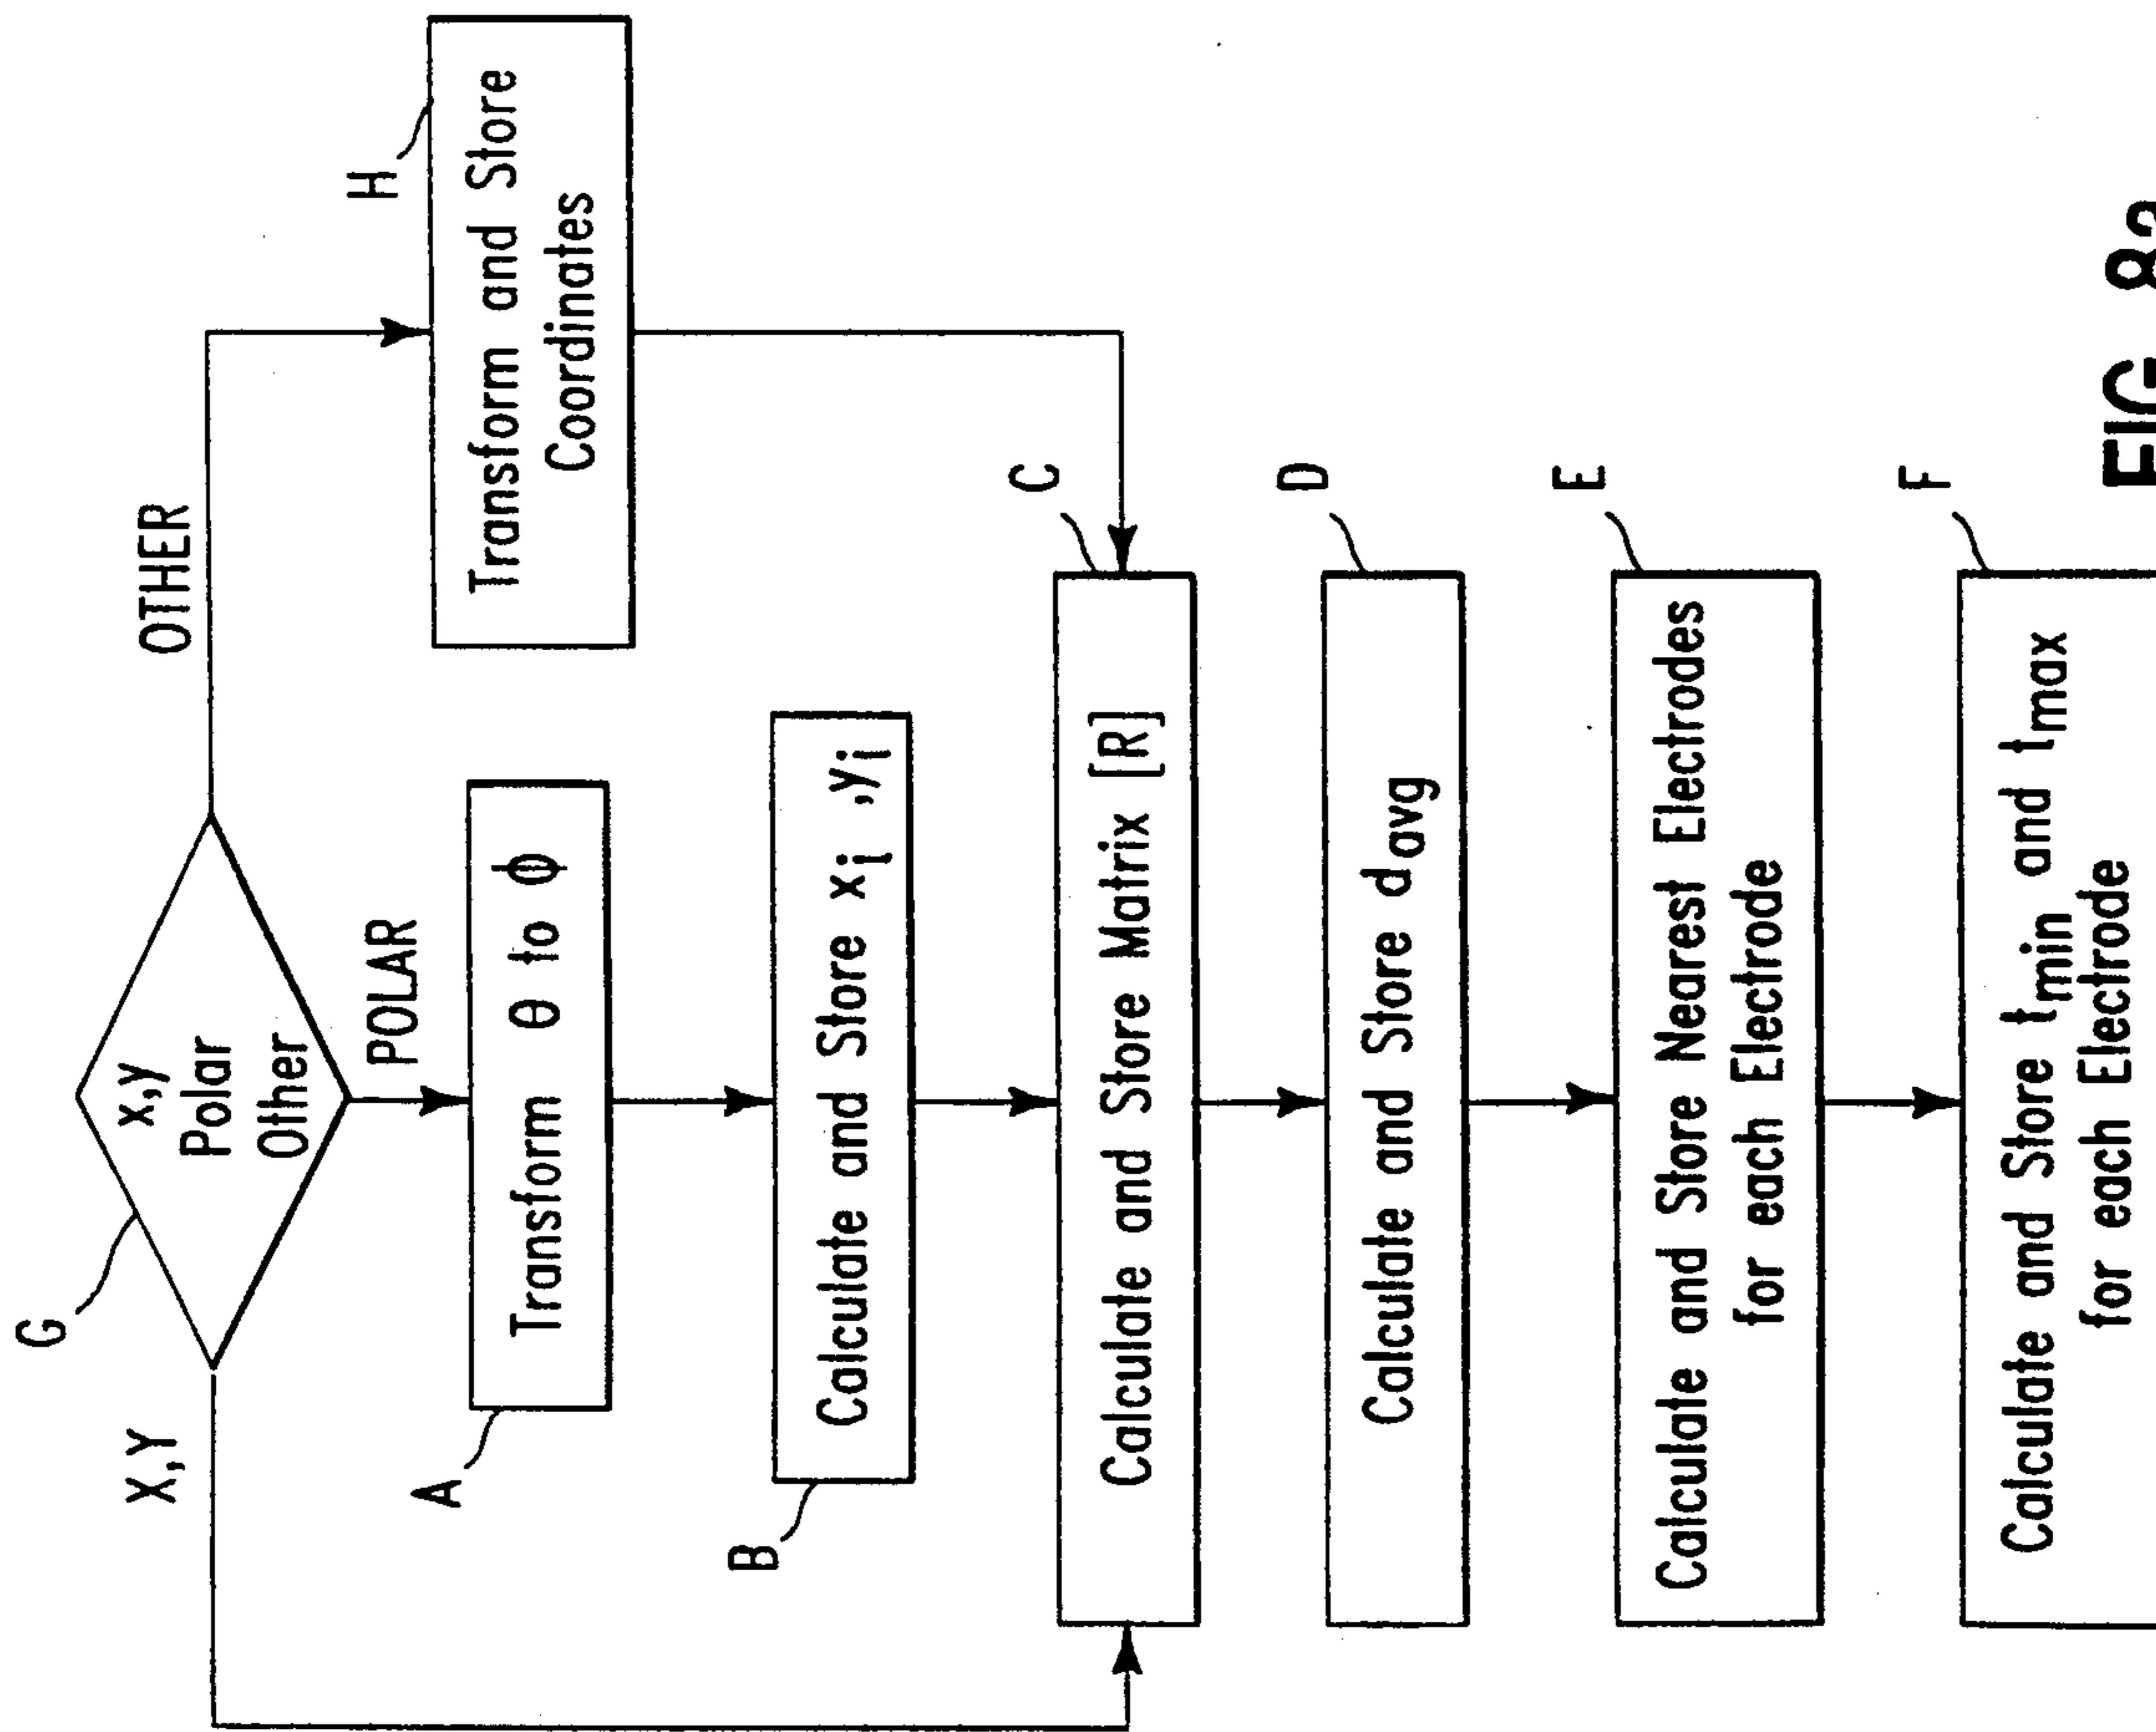 G
x,y
Polar
Other
X,Y
POLAR
OTHER
H
Transform and Store
Coordinates
A
Transform θ to ϕ
B
Calculate and Store xi ,yi
C
Calculate and Store Matrix [R]
D
Calculate and Store davg
E
Calculate and Store Nearest Electrodes
for each Electrode
F
Calculate and Store tmin and tmax
for each Electrode
FIG.